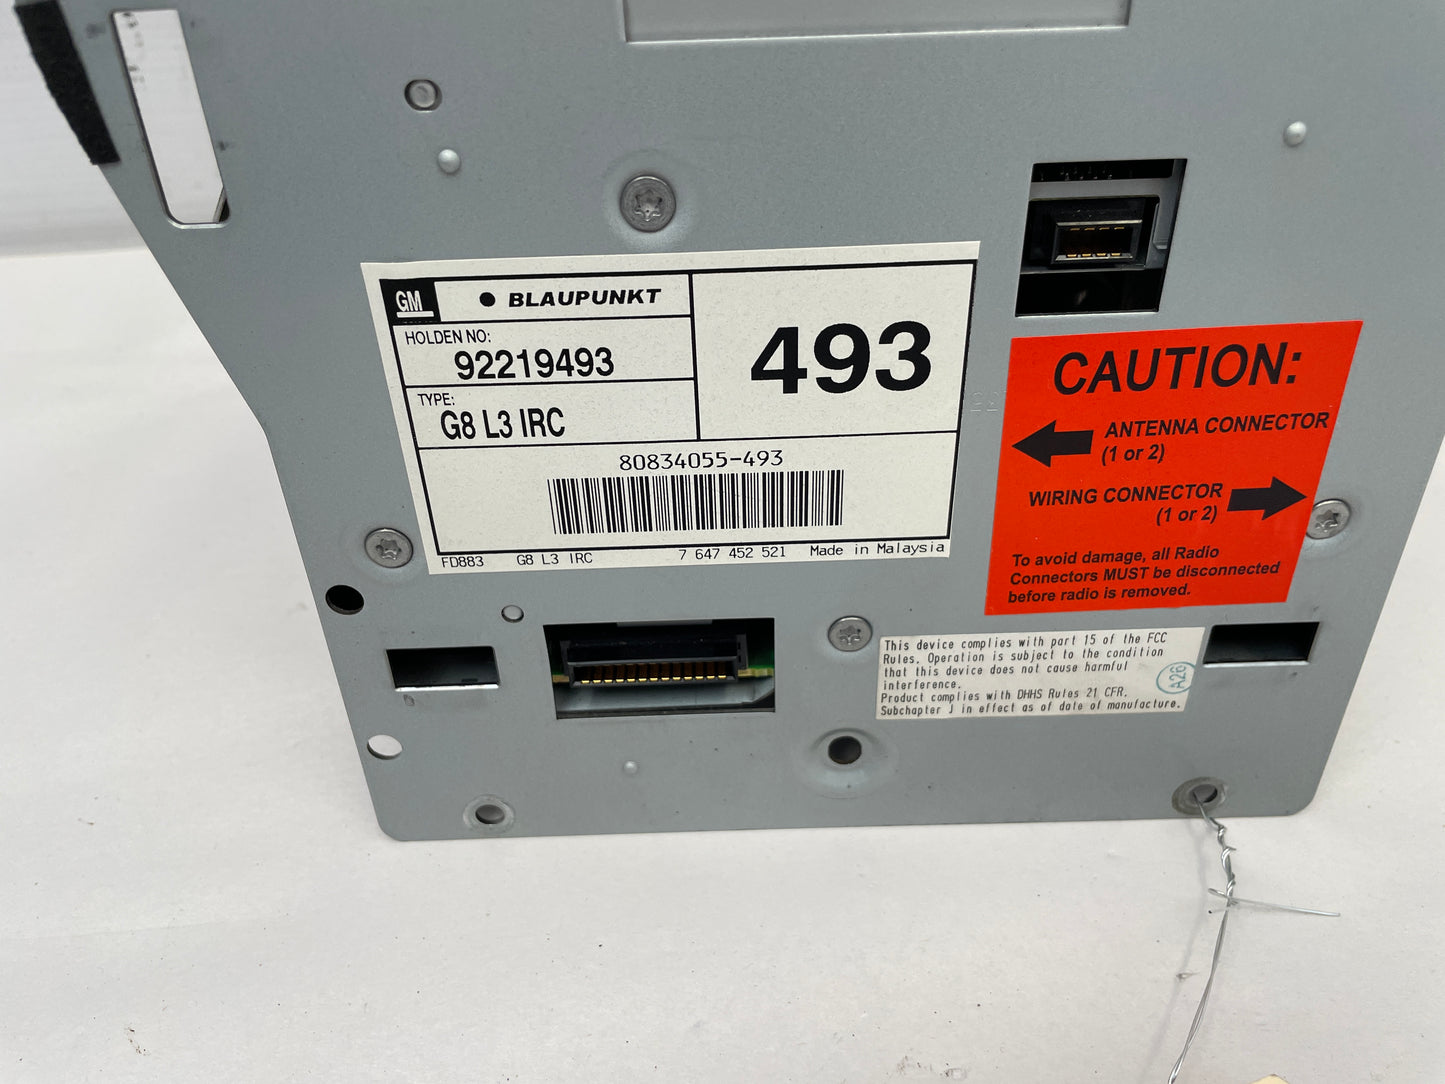 GM
BLAUPUNKT
HOLDEN NO:
92219493
493
TYPE:
G8 L3 IRC
80834055-493
FD883 G8 L3 IRC 7 647 452 521 Made in Malaysia
CAUTION:
ANTENNA CONNECTOR
(1 or 2)
WIRING CONNECTOR
(1 or 2)
To avoid damage, all Radio
Connectors MUST be disconnected
before radio is removed.
This device complies with part 15 of the FCC
Rules. Operation is subject to the condition
that this device does not cause harmful
interference.
Product complies with DHHS Rules 21 CFR.
Subchapter J in effect as of date of manufacture.
A26